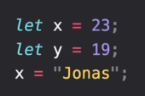 let x = 23;
let y = 19;
x = "Jonas";